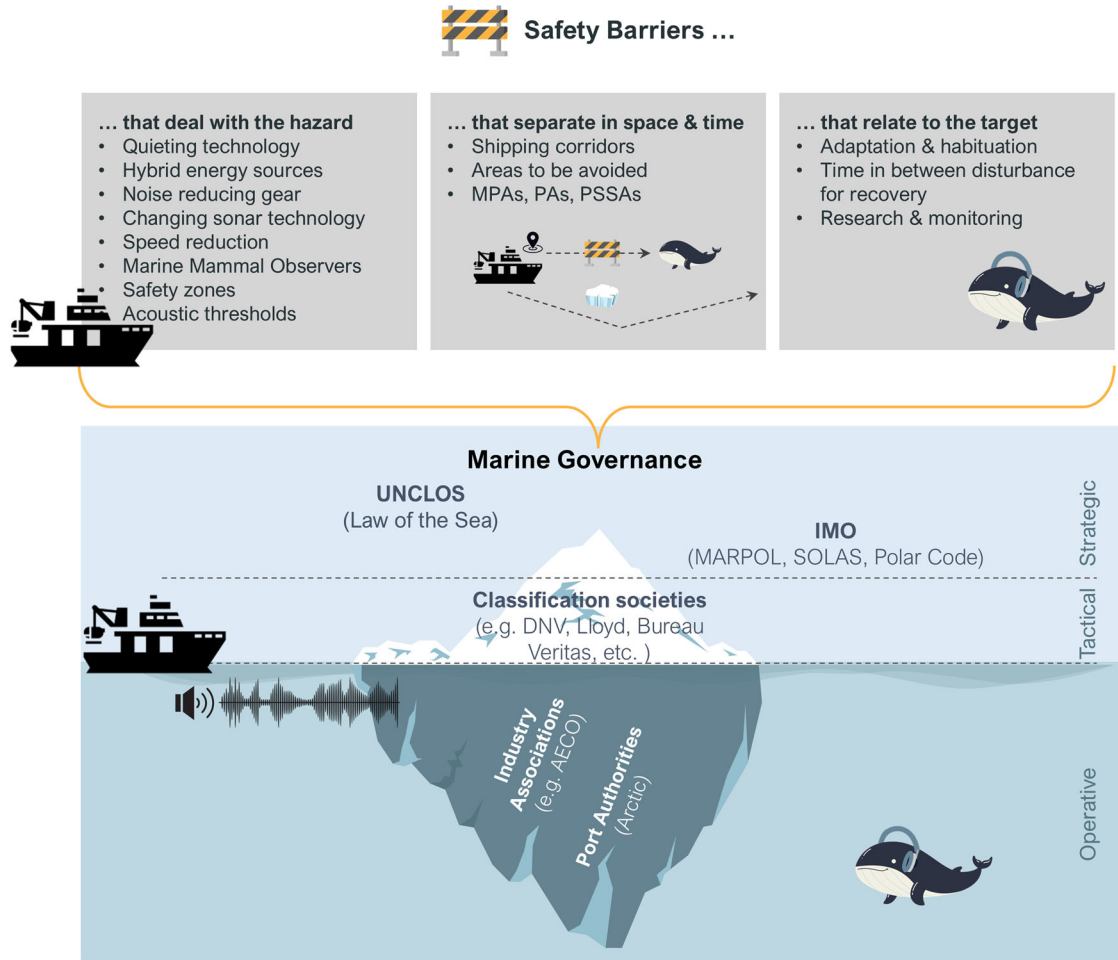 Safety Barriers ...
... that deal with the hazard
• Quieting technology
• Hybrid energy sources
• Noise reducing gear
• Changing sonar technology
• Speed reduction
• Marine Mammal Observers
• Safety zones
Acoustic thresholds
... that separate in space & time
• Shipping corridors
• Areas to be avoided
• MPAs, PAs, PSSAs
... that relate to the target
• Adaptation & habituation
• Time in between disturbance
for recovery
• Research & monitoring
Marine Governance
UNCLOS
(Law of the Sea)
IMO
(MARPOL, SOLAS, Polar Code)
Strategic
Classification societies
(e.g. DNV, Lloyd, Bureau
Veritas, etc. )
Tactical
Industry
Associations
(e.g. AECO)
Port Authorities
(Arctic)
Operative